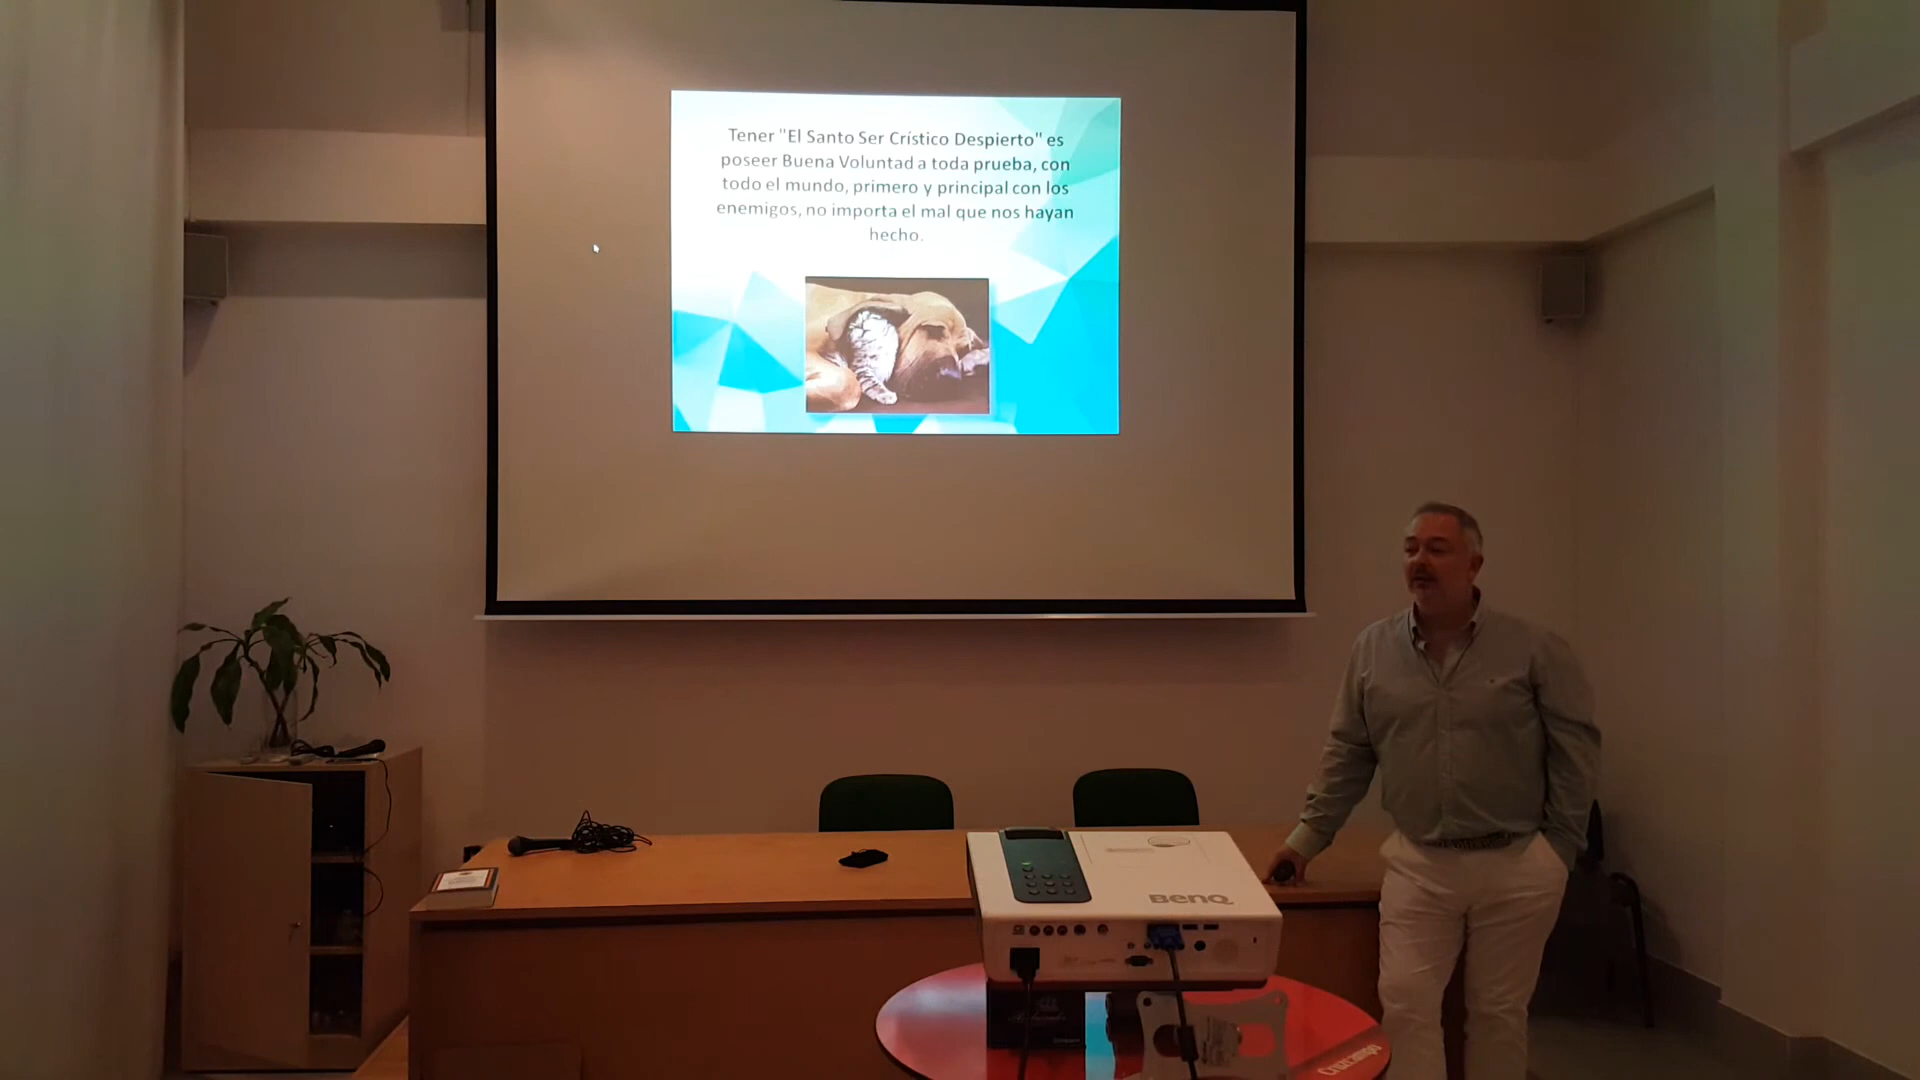 Tener "El Santo Ser Crístico Despierto" es
poseer Buena Voluntad a toda prueba, con
todo el mundo, primero y principal con los
enemigos, no importa el mal que nos hayan
hecho.
BenQ
Cruzcampo